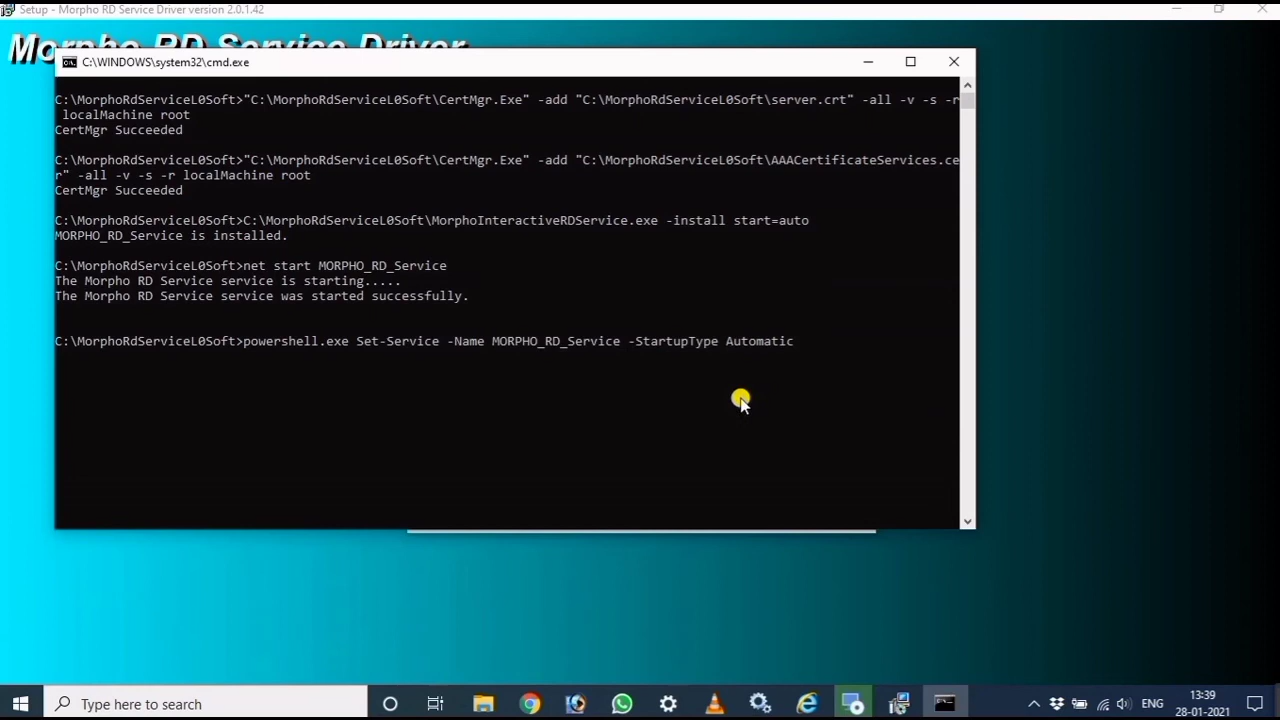 Setup - Morpho RD Service Driver version 2.0.1.42
Morpho RD Service Driver
C:\WINDOWS\system32\cmd.exe
C:\MorphoRdServiceL0Soft>"C:\MorphoRdServiceL0Soft\CertMgr.Exe" -add "C:\MorphoRdServiceL0Soft\server.crt" -all -v -s -r
localMachine root
CertMgr Succeeded
C:\MorphoRdServiceL0Soft>"C:\MorphoRdServiceL0Soft\CertMgr.Exe" -add "C:\MorphoRdServiceL0Soft\AAACertificateServices.ce
r" -all -v -s -r localMachine root
CertMgr Succeeded
C:\MorphoRdServiceL0Soft>C:\MorphoRdServiceL0Soft\MorphoInteractiveRDService.exe -install start=auto
MORPHO_RD_Service is installed.
C:\MorphoRdServiceL0Soft>net start MORPHO_RD_Service
The Morpho RD Service service is starting.....
The Morpho RD Service service was started successfully.
C:\MorphoRdServiceL0Soft>powershell.exe Set-Service -Name MORPHO_RD_Service -StartupType Automatic
Type here to search
ENG
13:39
28-01-2021